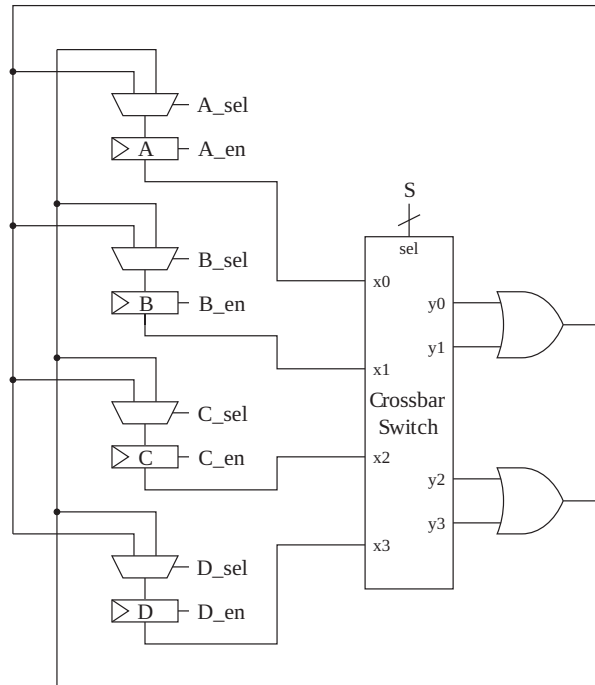 A_sel
A A_en
B_sel
B B_en
C_sel
C C_en
D_sel
D D_en
S
sel
x0
x1
x2
x3
Crossbar
Switch
y0
y1
y2
y3